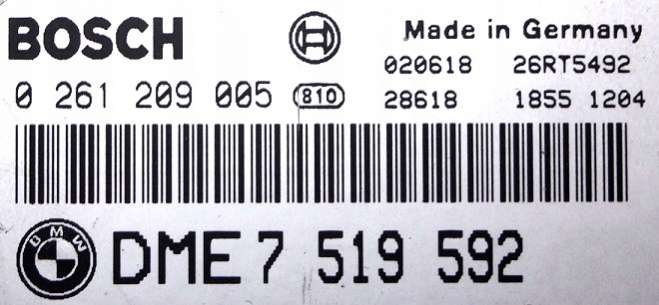 BOSCH Made in Germany
020618 26RT5492
0 261 209 005 810 28618 1855 1204
BMW DME 7 519 592